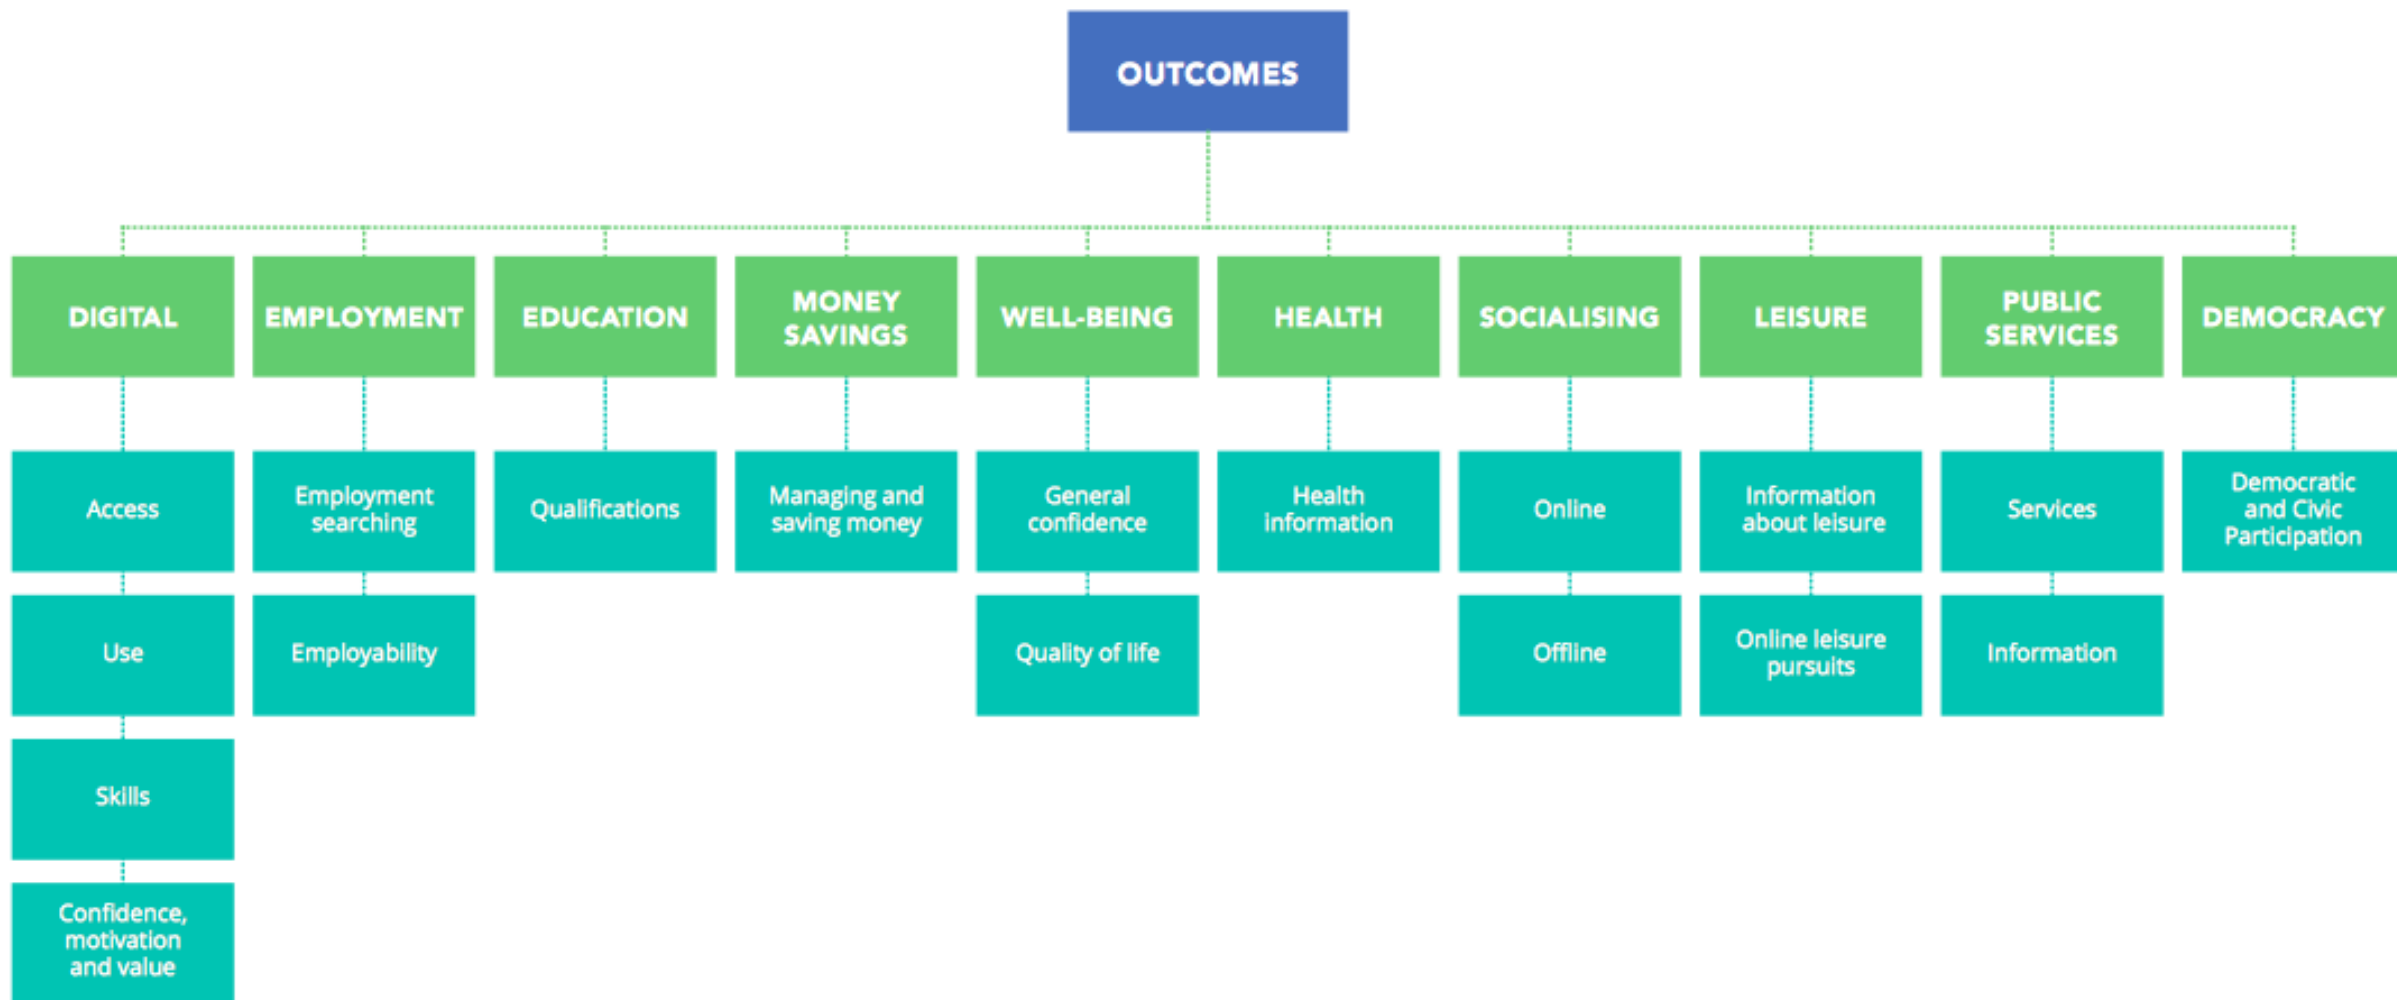 OUTCOMES
DIGITAL
EMPLOYMENT
EDUCATION
MONEY
SAVINGS
WELL-BEING
HEALTH
SOCIALISING
LEISURE
PUBLIC
SERVICES
DEMOCRACY
Access
Employment
searching
Qualifications
Managing and
saving money
General
confidence
Health
information
Online
Information
about leisure
Services
Democratic
and Civic
Participation
Use
Employability
Quality of life
Offline
Online leisure
pursuits
Information
Skills
Confidence,
motivation
and value